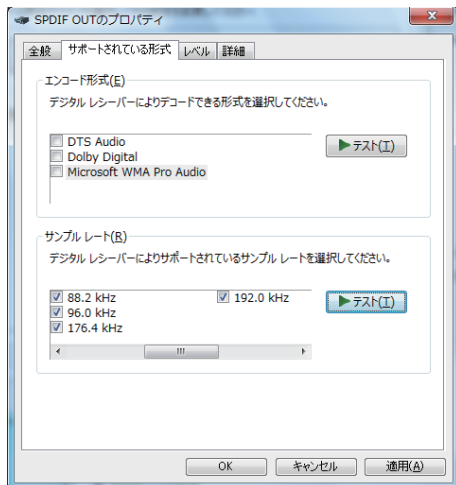 SPDIF OUTのプロパティ
全般 サポートされている形式 レベル 詳細
エンコード形式(E)
デジタル レシーバーによりデコードできる形式を選択してください。
DTS Audio
Dolby Digital
Microsoft WMA Pro Audio
テスト(T)
サンプル レート(R)
デジタル レシーバーによりサポートされているサンプル レートを選択してください。
88.2 kHz 192.0 kHz
96.0 kHz
176.4 kHz
テスト(T)
OK キャンセル 適用(A)